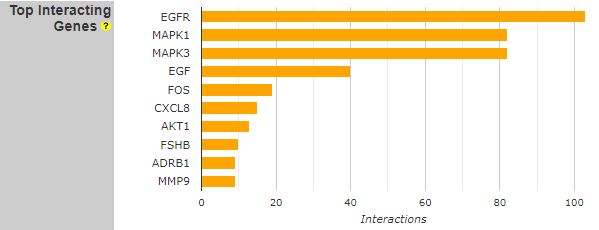 Top Interacting
Genes ?
EGFR
MAPK1
MAPK3
EGF
FOS
CXCL8
AKT1
FSHB
ADRB1
MMP9
0 20 40 60 80 100
Interactions